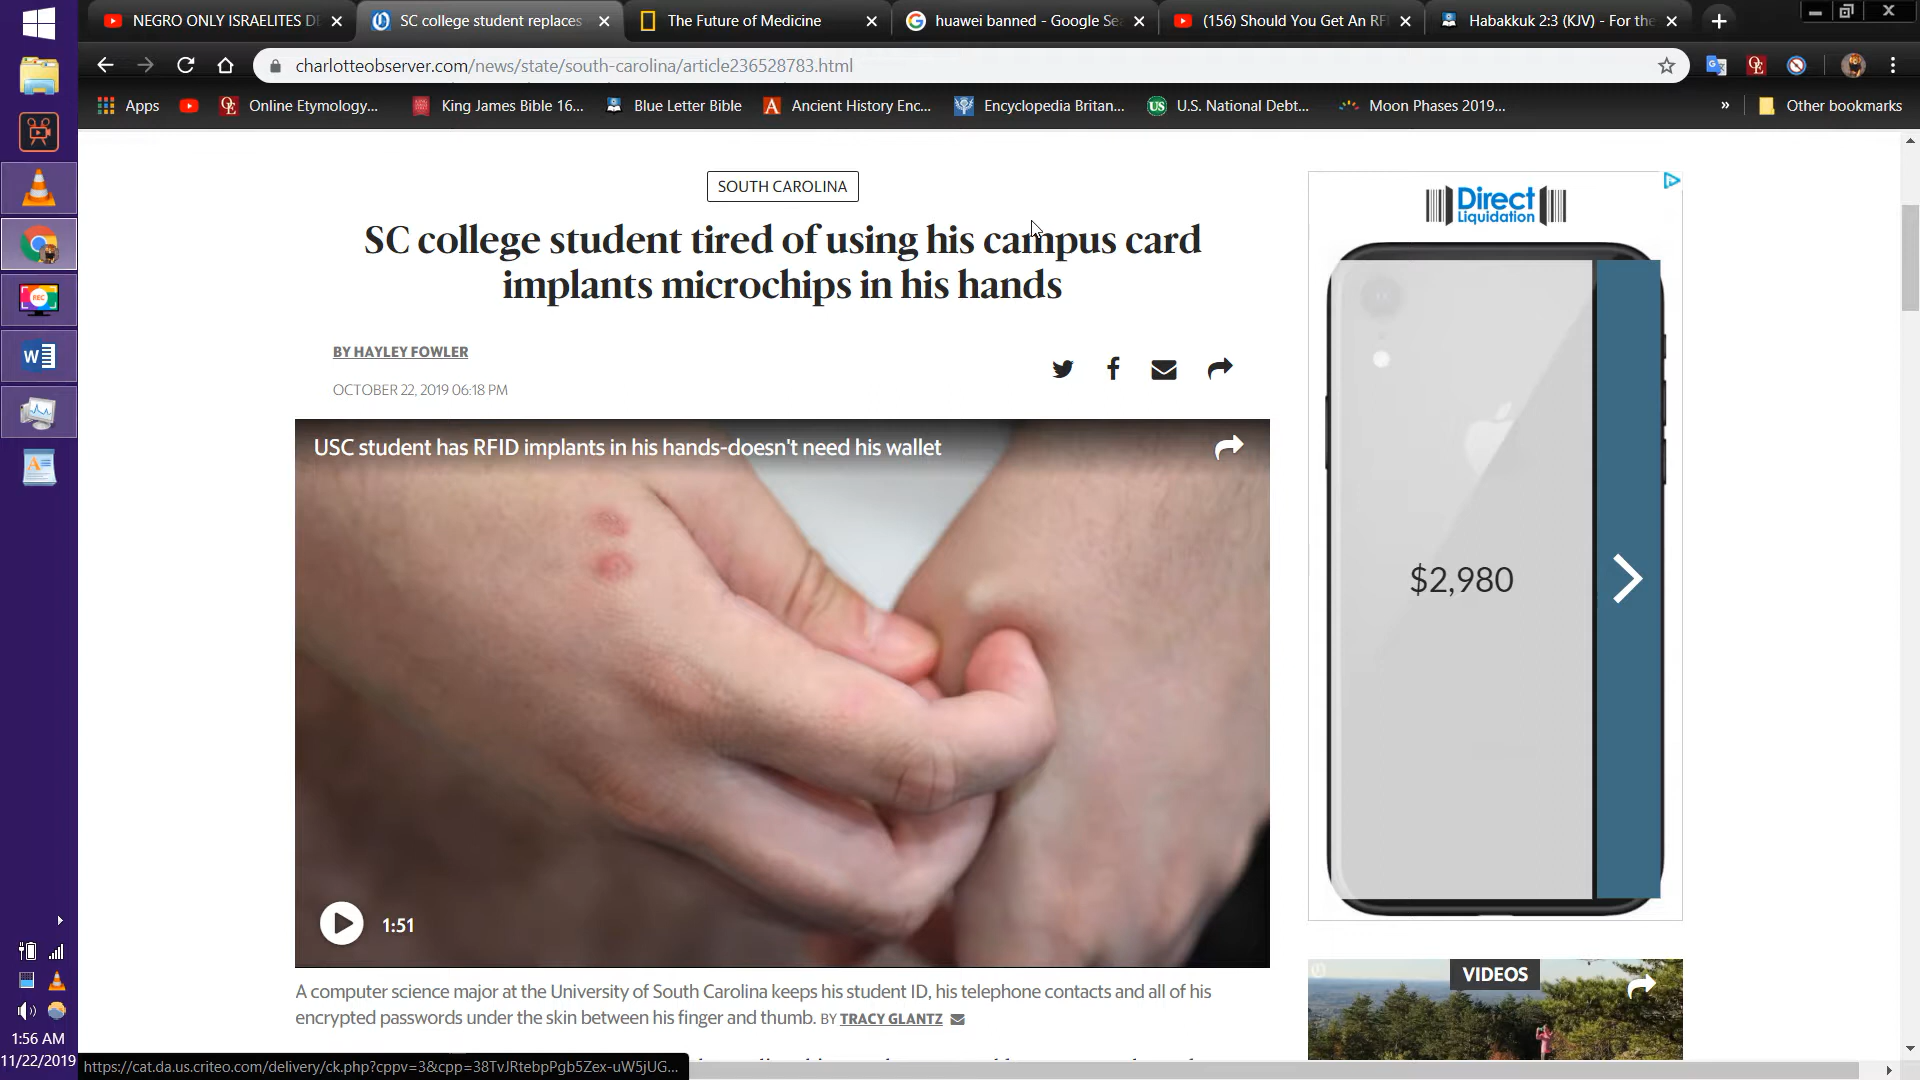 NEGRO ONLY ISRAELITES D
SC college student replaces
The Future of Medicine
huawei banned - Google Se
(156) Should You Get An RF
Habakkuk 2:3 (KJV) - For the
charlotteobserver.com/news/state/south-carolina/article236528783.html
Apps
Online Etymology...
King James Bible 16...
Blue Letter Bible
Ancient History Enc...
Encyclopedia Britan...
US
U.S. National Debt...
Moon Phases 2019...
»
Other bookmarks
SOUTH CAROLINA
SC college student tired of using his campus card
implants microchips in his hands
BY HAYLEY FOWLER
OCTOBER 22, 2019 06:18 PM
USC student has RFID implants in his hands-doesn't need his wallet
1:51
A computer science major at the University of South Carolina keeps his student ID, his telephone contacts and all of his
encrypted passwords under the skin between his finger and thumb. BY TRACY GLANTZ
Direct
Liquidation
$2,980
VIDEOS
REC
1:56 AM
11/22/2019
https://cat.da.us.criteo.com/delivery/ck.php?cppv=3&cpp=38TvJRtebpPgb5Zex-uW5jUG...